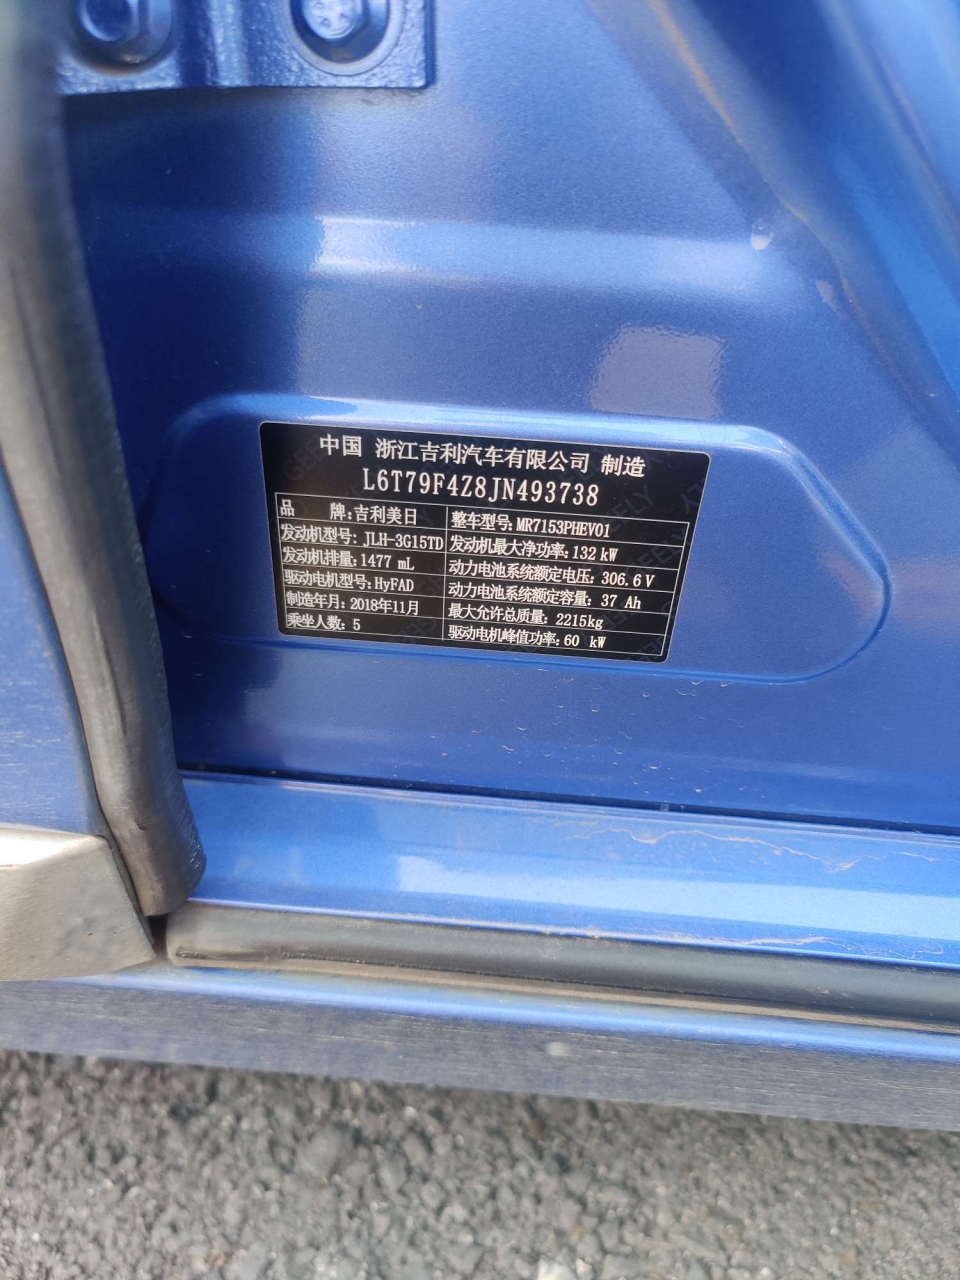 中国 浙江吉利汽车有限公司 制造
L6T79F4Z8JN493738
品 牌:吉利美日 整车型号:MR7153PHEV01
发动机型号: JLH-3G15TD 发动机最大净功率:132 kW
发动机排量:1477 mL 动力电池系统额定电压: 306.6 V
驱动电机型号:HyFAD 动力电池系统额定容量: 37 Ah
制造年月: 2018年11月 最大允许总质量: 2215kg
乘坐人数: 5 驱动电机峰值功率:60 kW
GEELY